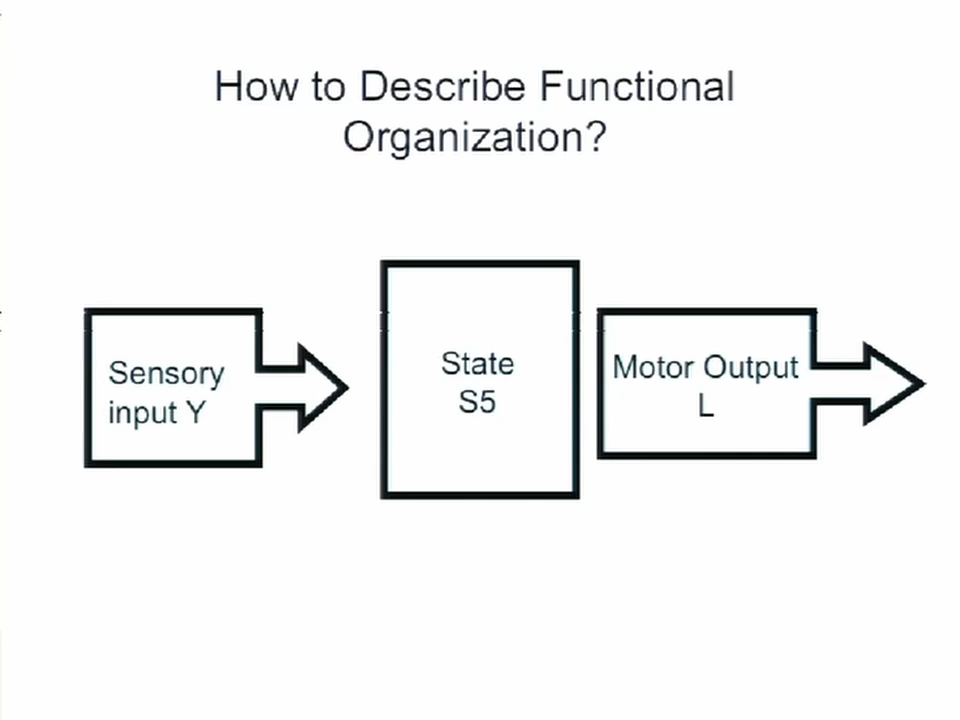 How to Describe Functional
Organization?
Sensory
input Y
State
S5
Motor Output
L